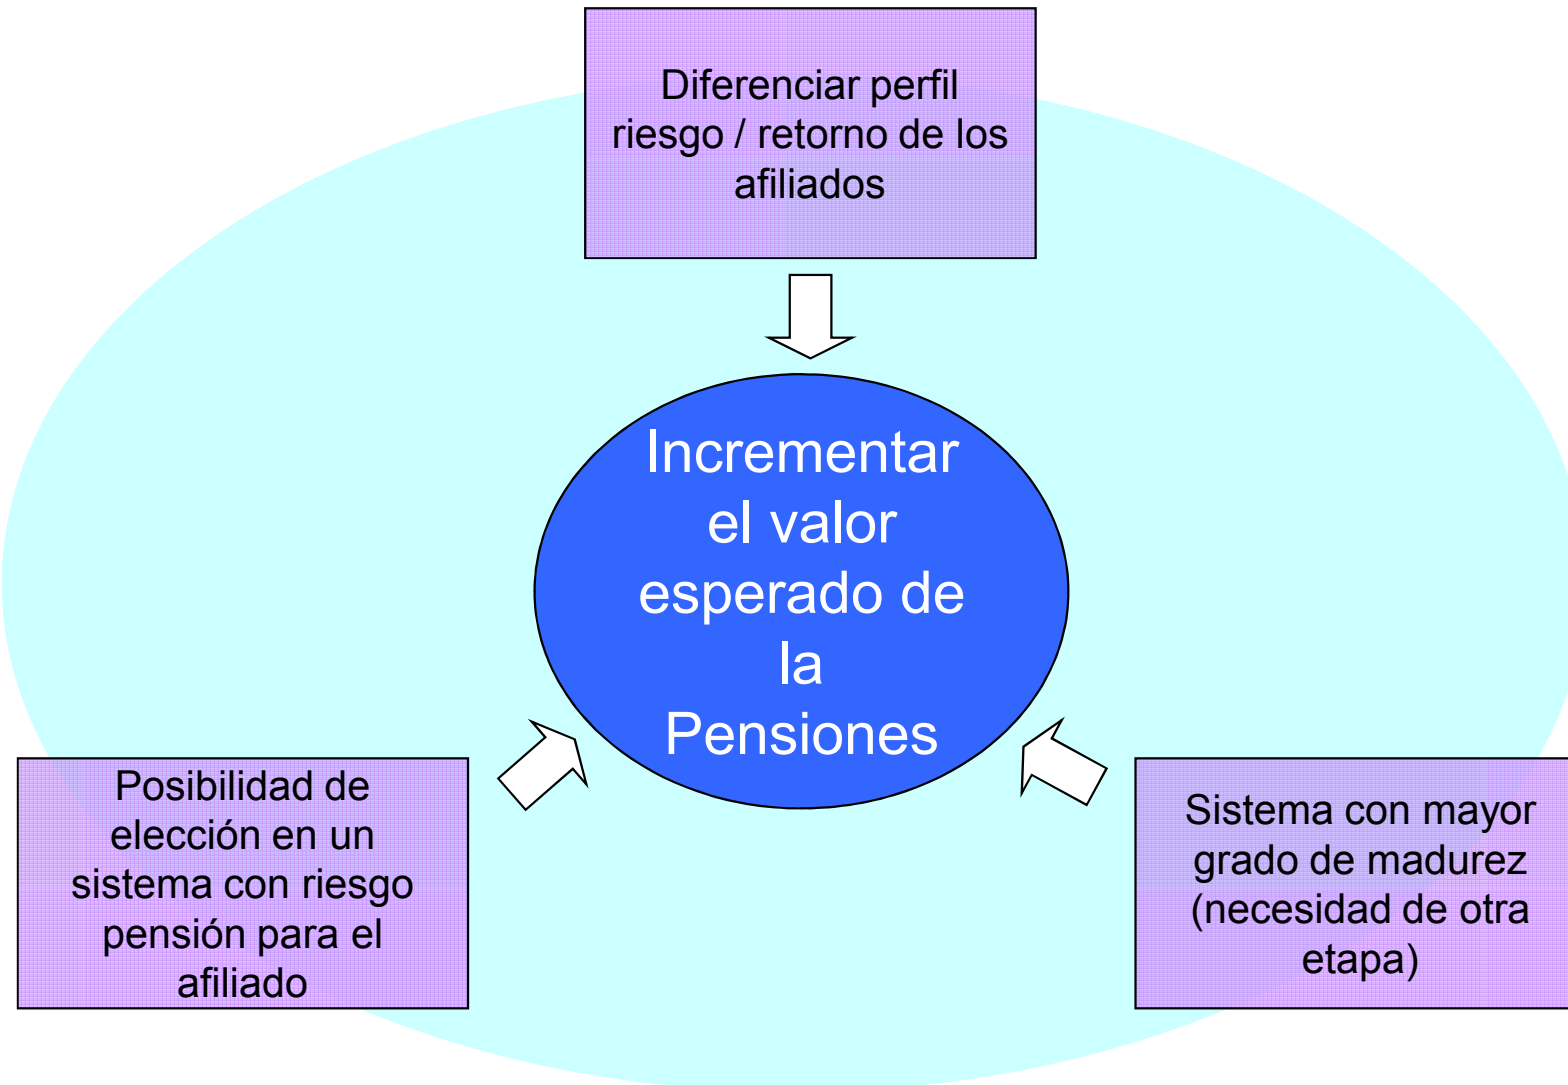 Diferenciar perfil
riesgo / retorno de los
afiliados
Incrementar
el valor
esperado de
la
Pensiones
Posibilidad de
elección en un
sistema con riesgo
pensión para el
afiliado
Sistema con mayor
grado de madurez
(necesidad de otra
etapa)